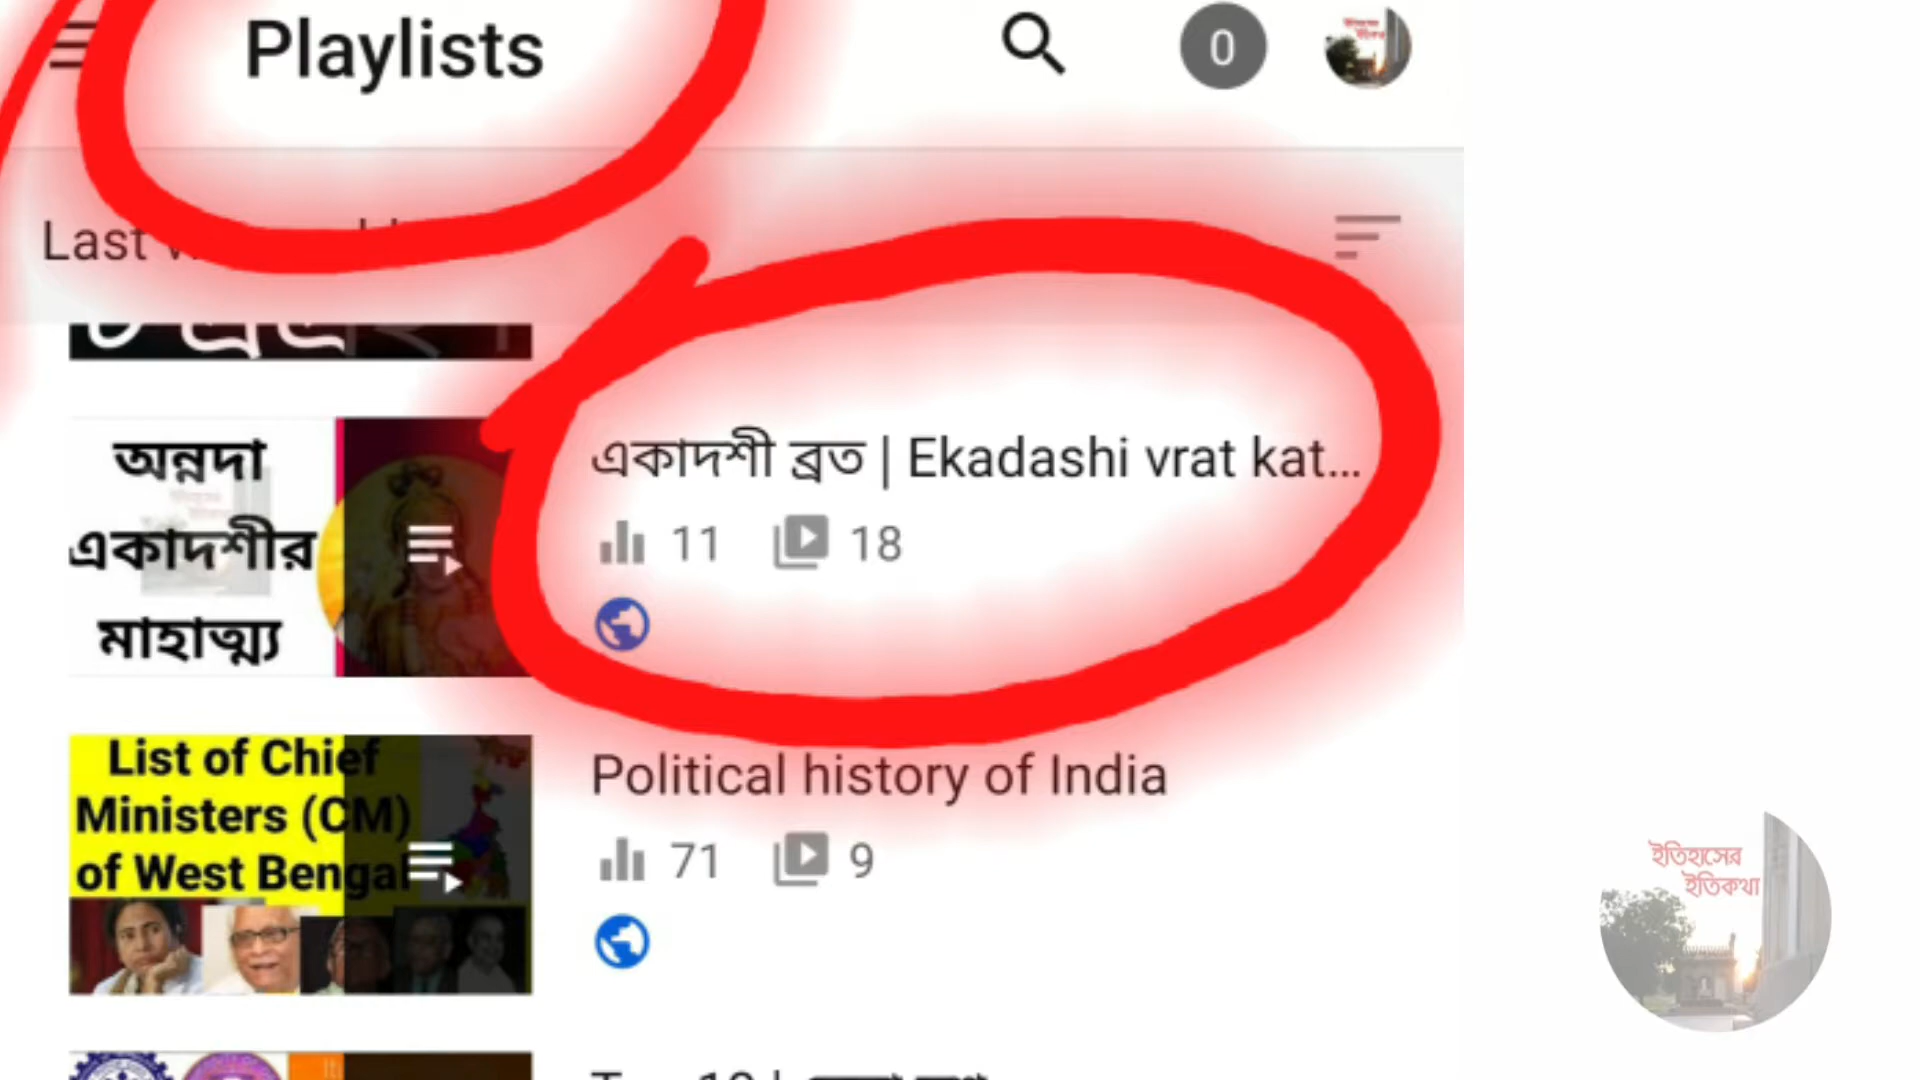 Playlists
0
Last
অন্নদা
একাদশীর
মাহাত্ম্য
একাদশী ব্রত | Ekadashi vrat kat...
11
18
List of Chief
Ministers (CM)
of West Bengal
Political history of India
71
9
ইতিহাসের
ইতিকথা